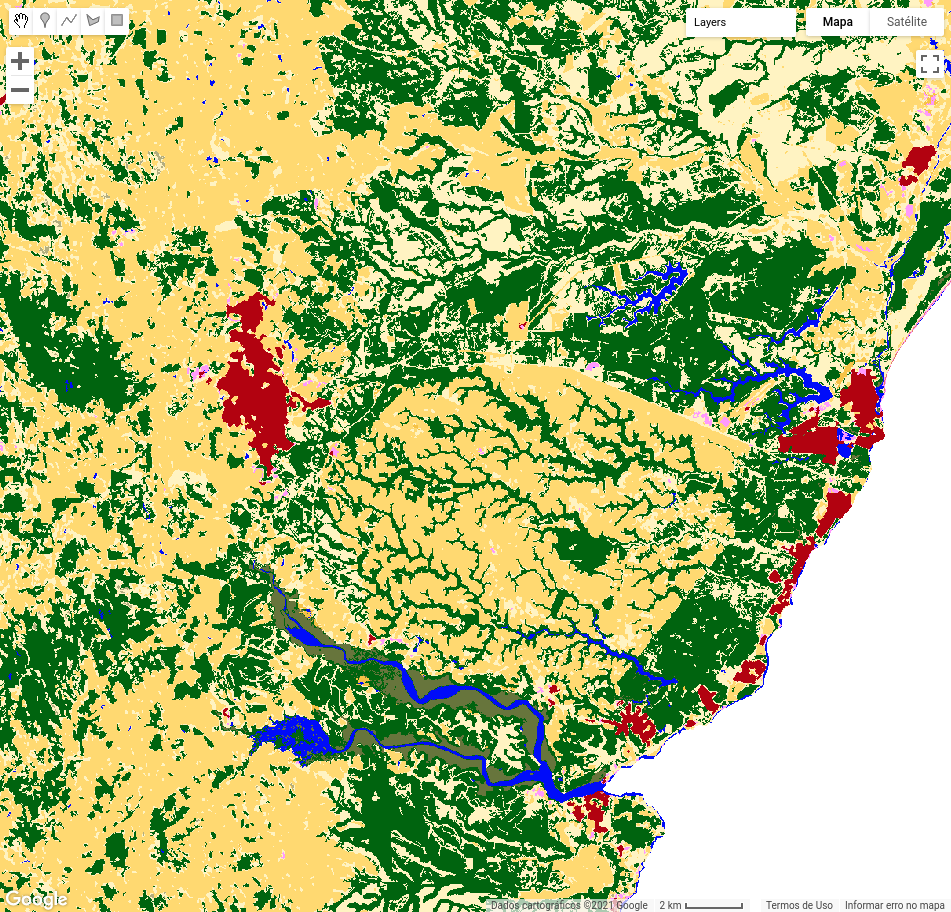 Layers
Mapa
Satélite
Google
Dados cartográficos ©2021 Google
2 km
Termos de Uso
Informar erro no mapa